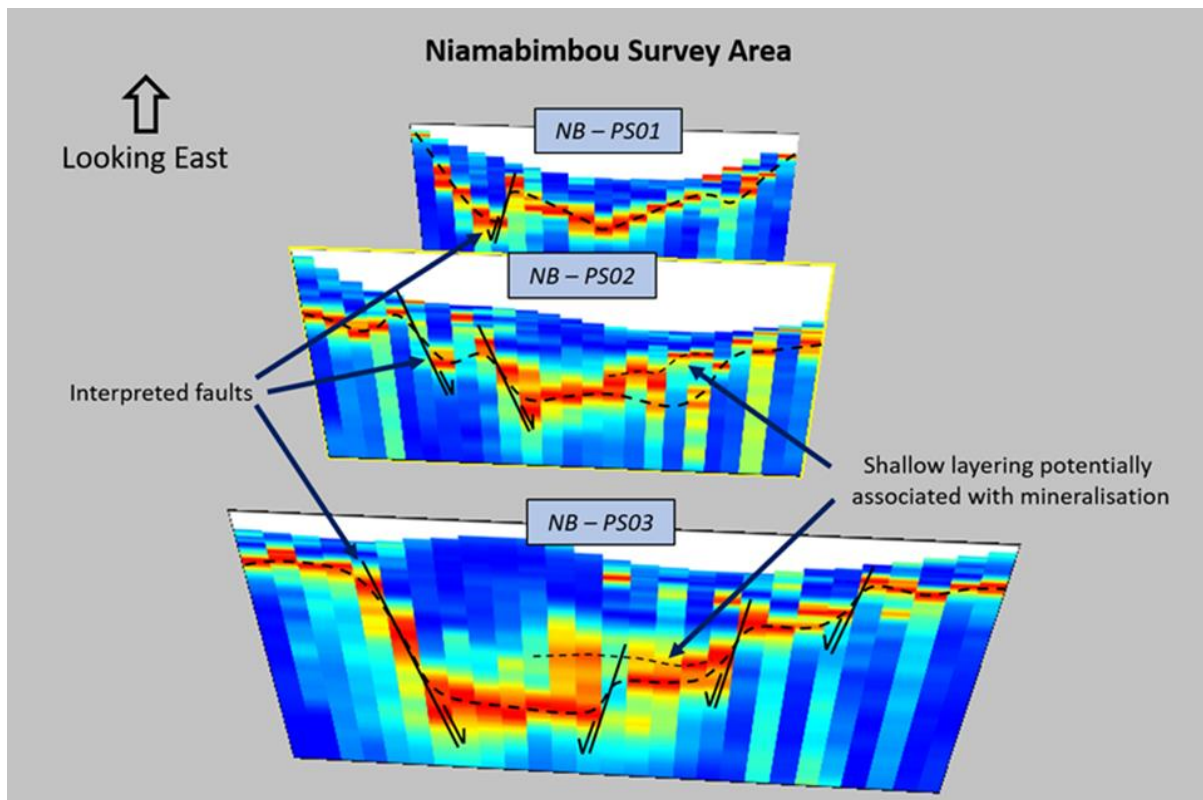 Niamabimbou Survey Area
Looking East
NB – PS01
NB – PS02
Interpreted faults
Shallow layering potentially
associated with mineralisation
NB – PS03